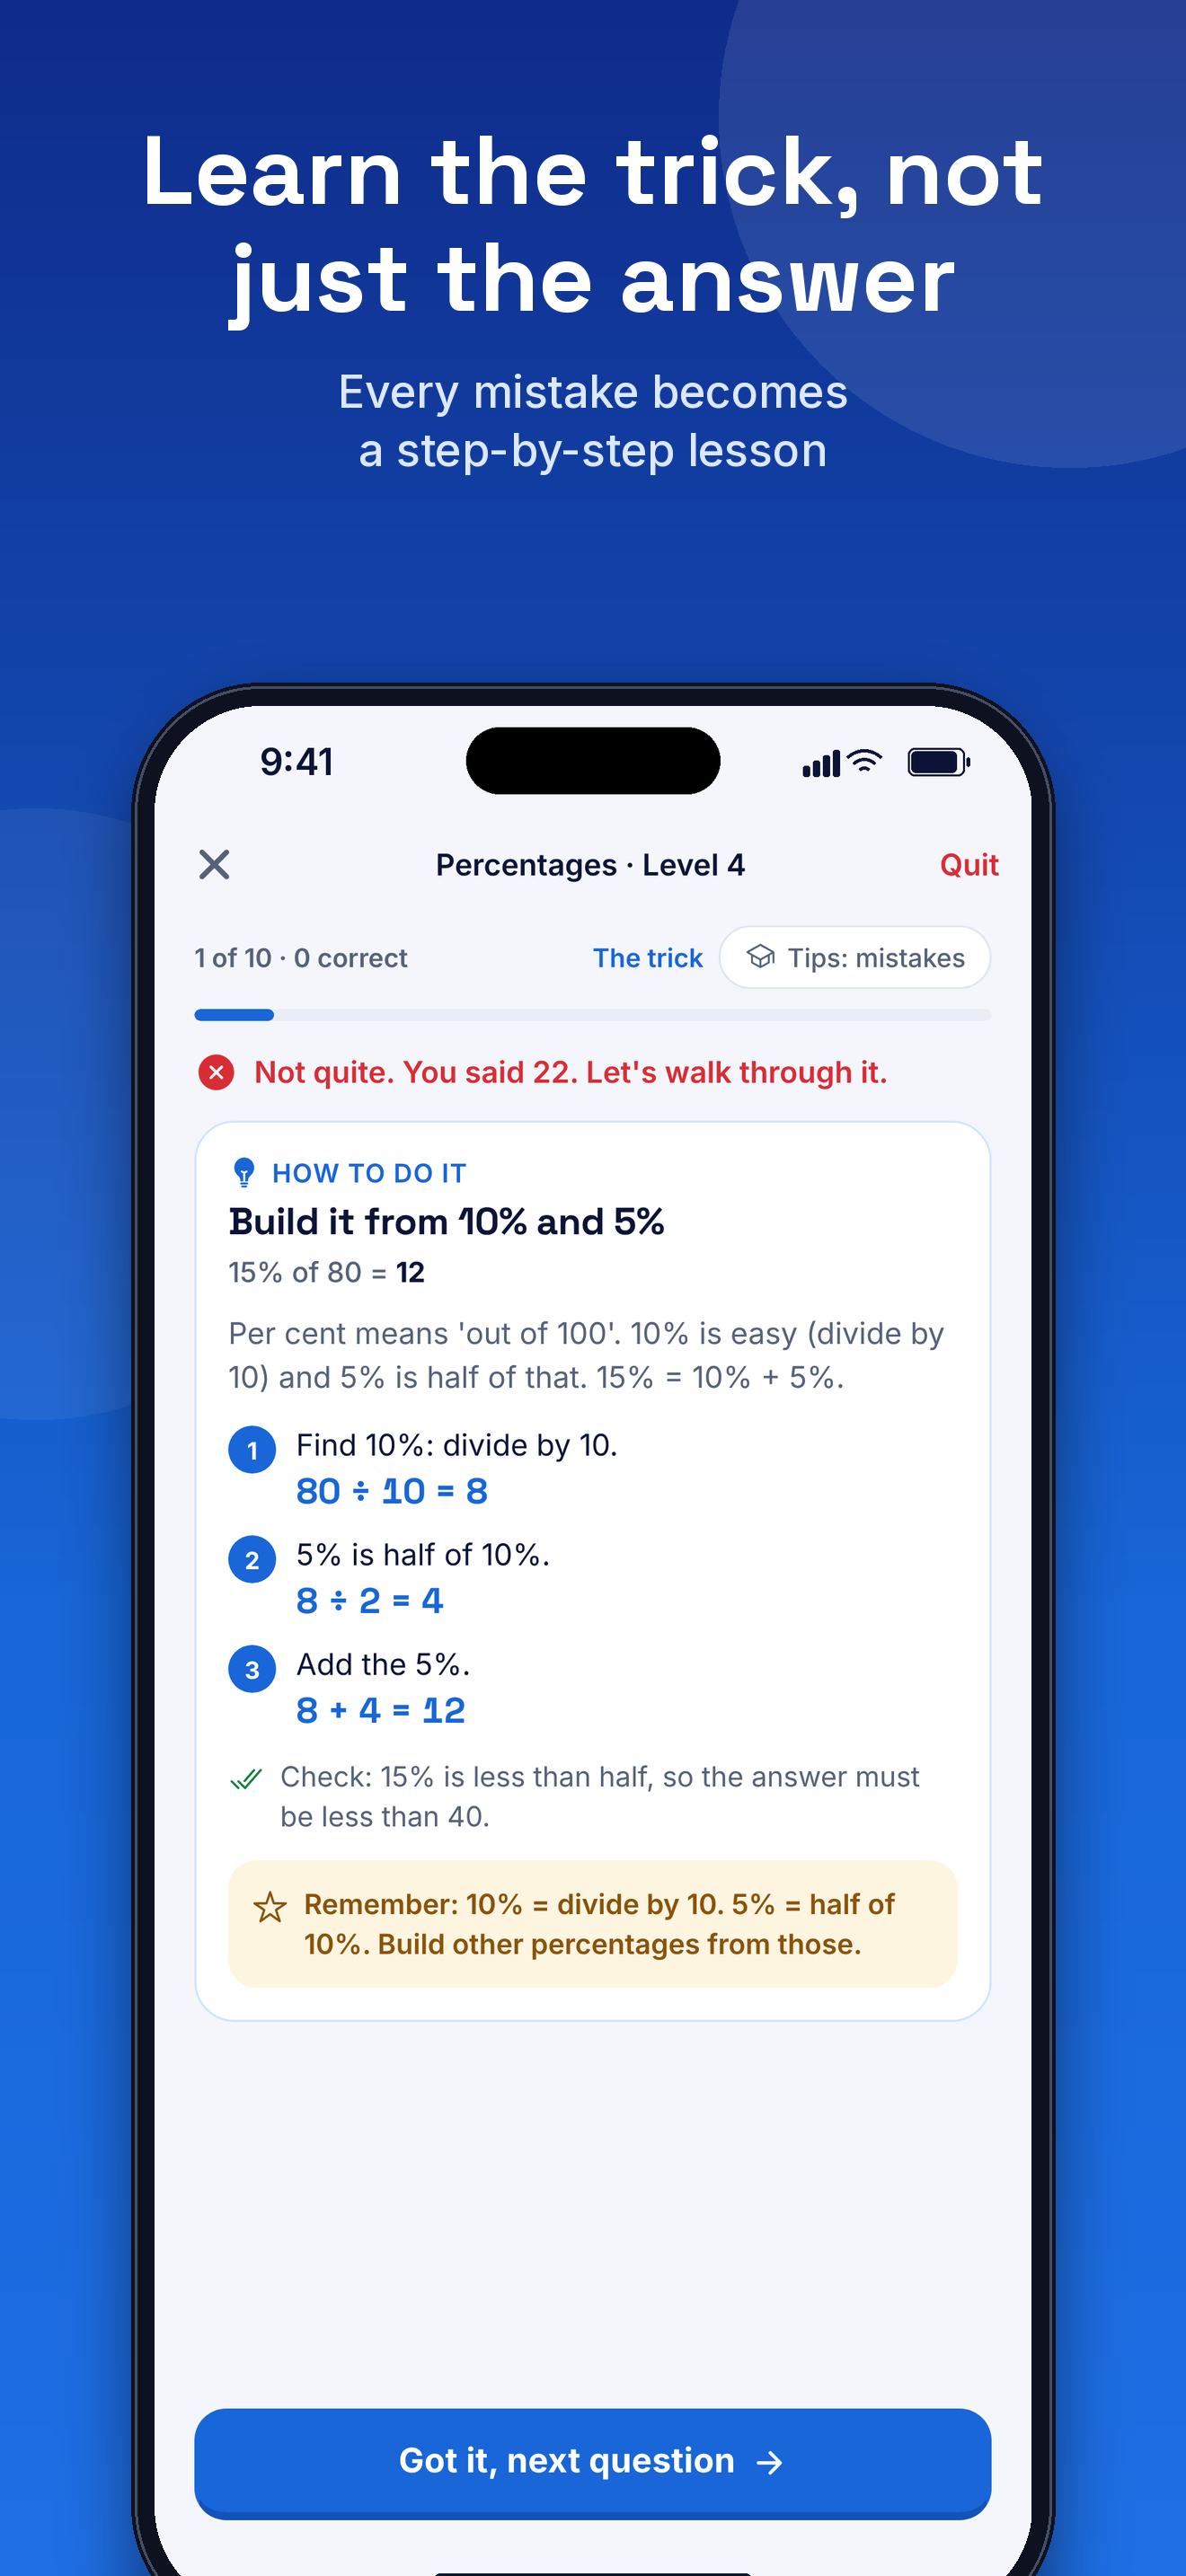 Learn the trick, not
just the answer
Every mistake becomes
a step-by-step lesson
9:41
Percentages · Level 4
Quit
1 of 10 · 0 correct
The trick
Tips: mistakes
Not quite. You said 22. Let's walk through it.
HOW TO DO IT
Build it from 10% and 5%
15% of 80 = 12
Per cent means 'out of 100'. 10% is easy (divide by
10) and 5% is half of that. 15% = 10% + 5%.
1 Find 10%: divide by 10.
80 ÷ 10 = 8
2 5% is half of 10%.
8 ÷ 2 = 4
3 Add the 5%.
8 + 4 = 12
Check: 15% is less than half, so the answer must
be less than 40.
Remember: 10% = divide by 10. 5% = half of
10%. Build other percentages from those.
Got it, next question →